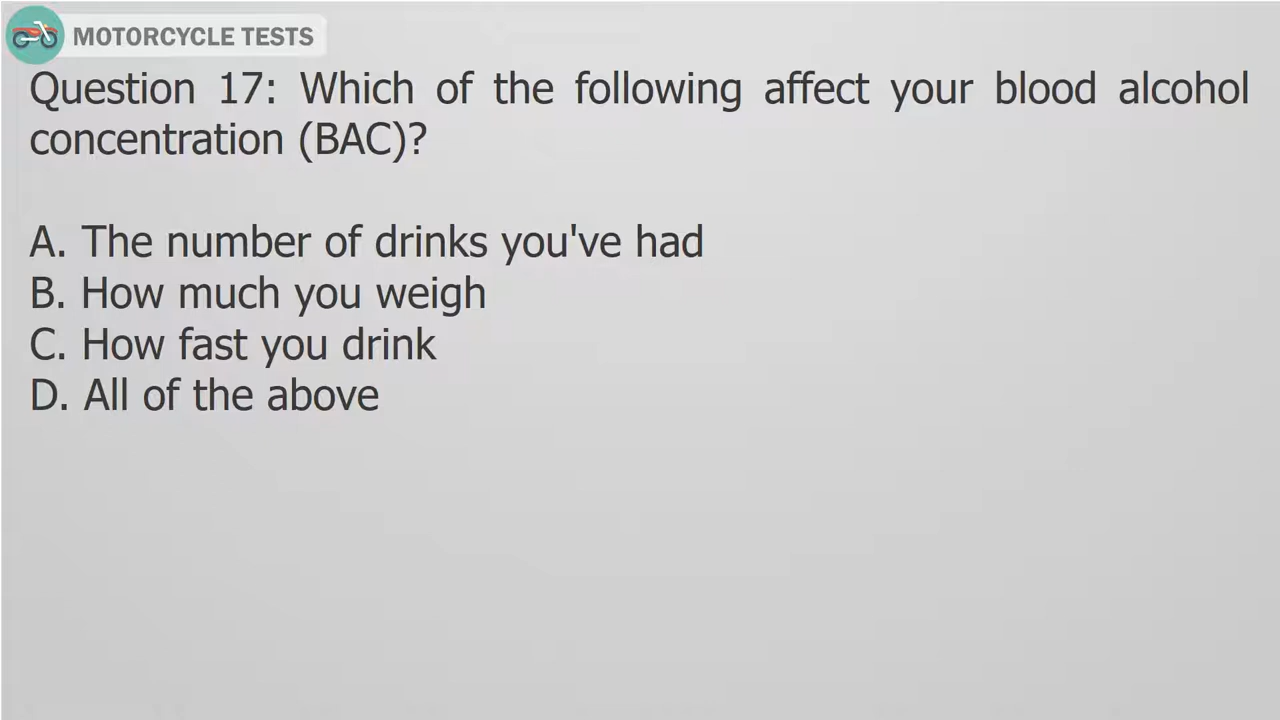 MOTORCYCLE TESTS
Question 17: Which of the following affect your blood alcohol
concentration (BAC)?
A. The number of drinks you've had
B. How much you weigh
C. How fast you drink
D. All of the above